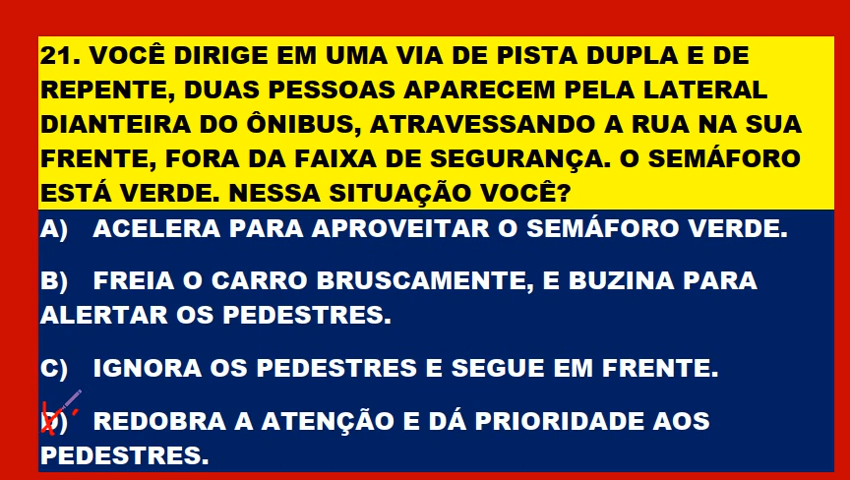 21. VOCÊ DIRIGE EM UMA VIA DE PISTA DUPLA E DE
REPENTE, DUAS PESSOAS APARECEM PELA LATERAL
DIANTEIRA DO ÔNIBUS, ATRAVESSANDO A RUA NA SUA
FRENTE, FORA DA FAIXA DE SEGURANÇA. O SEMÁFORO
ESTÁ VERDE. NESSA SITUAÇÃO VOCÊ?
A) ACELERA PARA APROVEITAR O SEMÁFORO VERDE.
B) FREIA O CARRO BRUSCAMENTE, E BUZINA PARA
ALERTAR OS PEDESTRES.
C) IGNORA OS PEDESTRES E SEGUE EM FRENTE.
D) REDOBRA A ATENÇÃO E DÁ PRIORIDADE AOS
PEDESTRES.